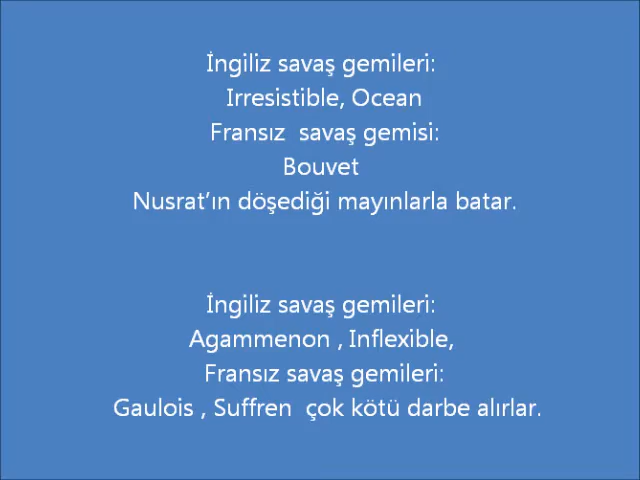 İngiliz savaş gemileri:
Irresistible, Ocean
Fransız  savaş gemisi:
Bouvet
Nusrat’ın döşediği mayınlarla batar.
İngiliz savaş gemileri:
Agammenon , Inflexible,
Fransız savaş gemileri:
Gaulois , Suffren  çok kötü darbe alırlar.